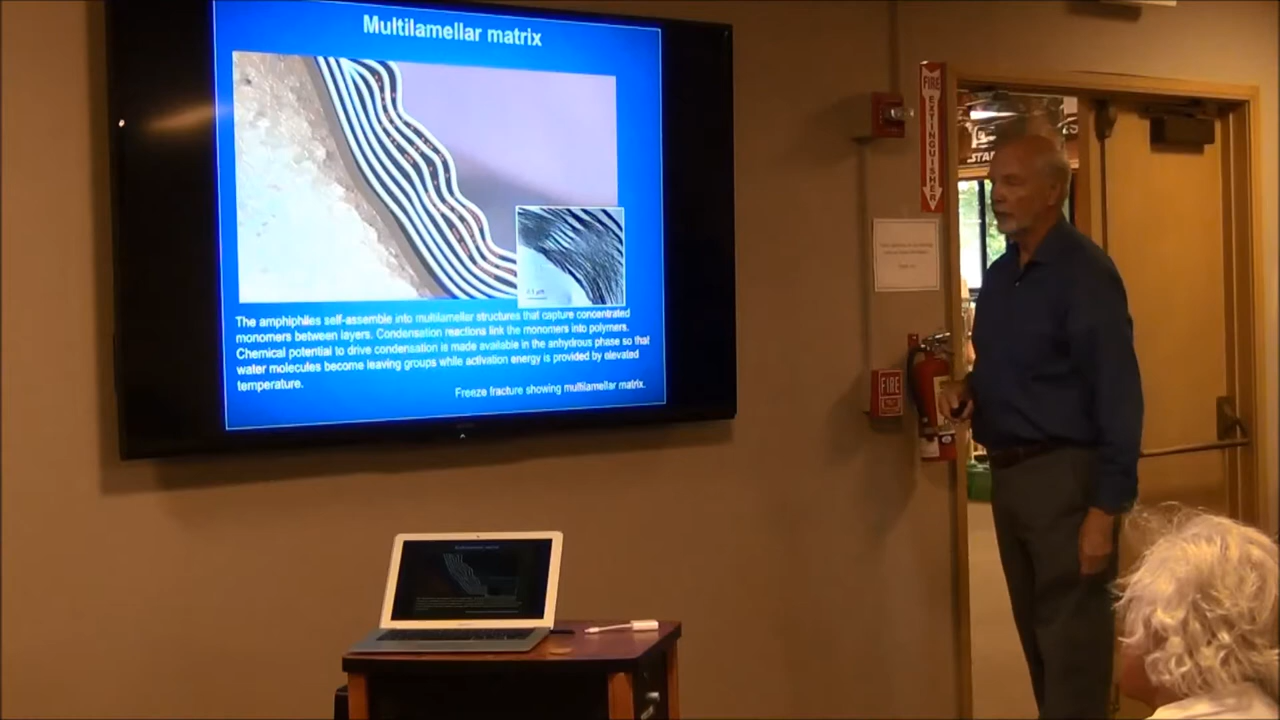 Multilamellar matrix
The amphiphiles self-assemble into multilamellar structures that capture concentrated
monomers between layers. Condensation reactions link the monomers into polymers.
Chemical potential to drive condensation is made available in the anhydrous phase so that
water molecules become leaving groups while activation energy is provided by elevated
temperature.
Freeze fracture showing multilamellar matrix.
FIRE
EXTINGUISHER
STAR
FIRE
Multilamellar matrix